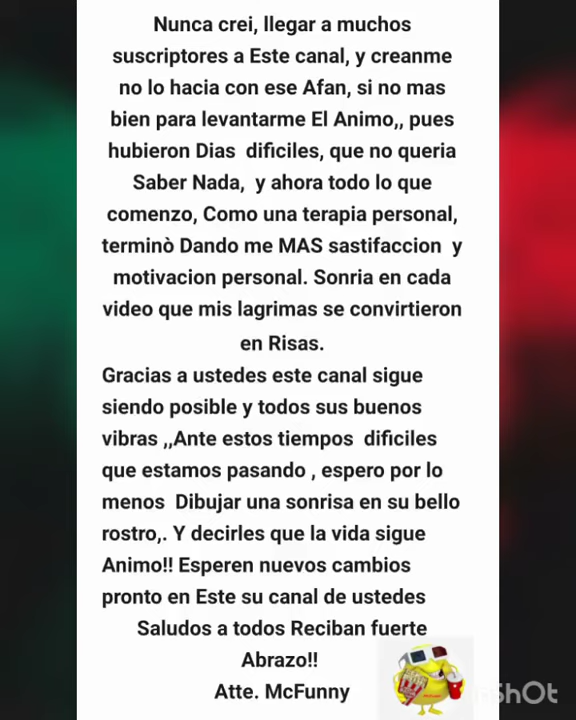 Nunca crei, llegar a muchos
suscriptores a Este canal, y creanme
no lo hacia con ese Afan, si no mas
bien para levantarme El Animo,, pues
hubieron Dias dificiles, que no queria
Saber Nada, y ahora todo lo que
comenzo, Como una terapia personal,
terminò Dando me MAS sastifaccion y
motivacion personal. Sonria en cada
video que mis lagrimas se convirtieron
en Risas.
Gracias a ustedes este canal sigue
siendo posible y todos sus buenos
vibras ,,Ante estos tiempos dificiles
que estamos pasando , espero por lo
menos Dibujar una sonrisa en su bello
rostro,. Y decirles que la vida sigue
Animo!! Esperen nuevos cambios
pronto en Este su canal de ustedes
Saludos a todos Reciban fuerte
Abrazo!!
Atte. McFunny